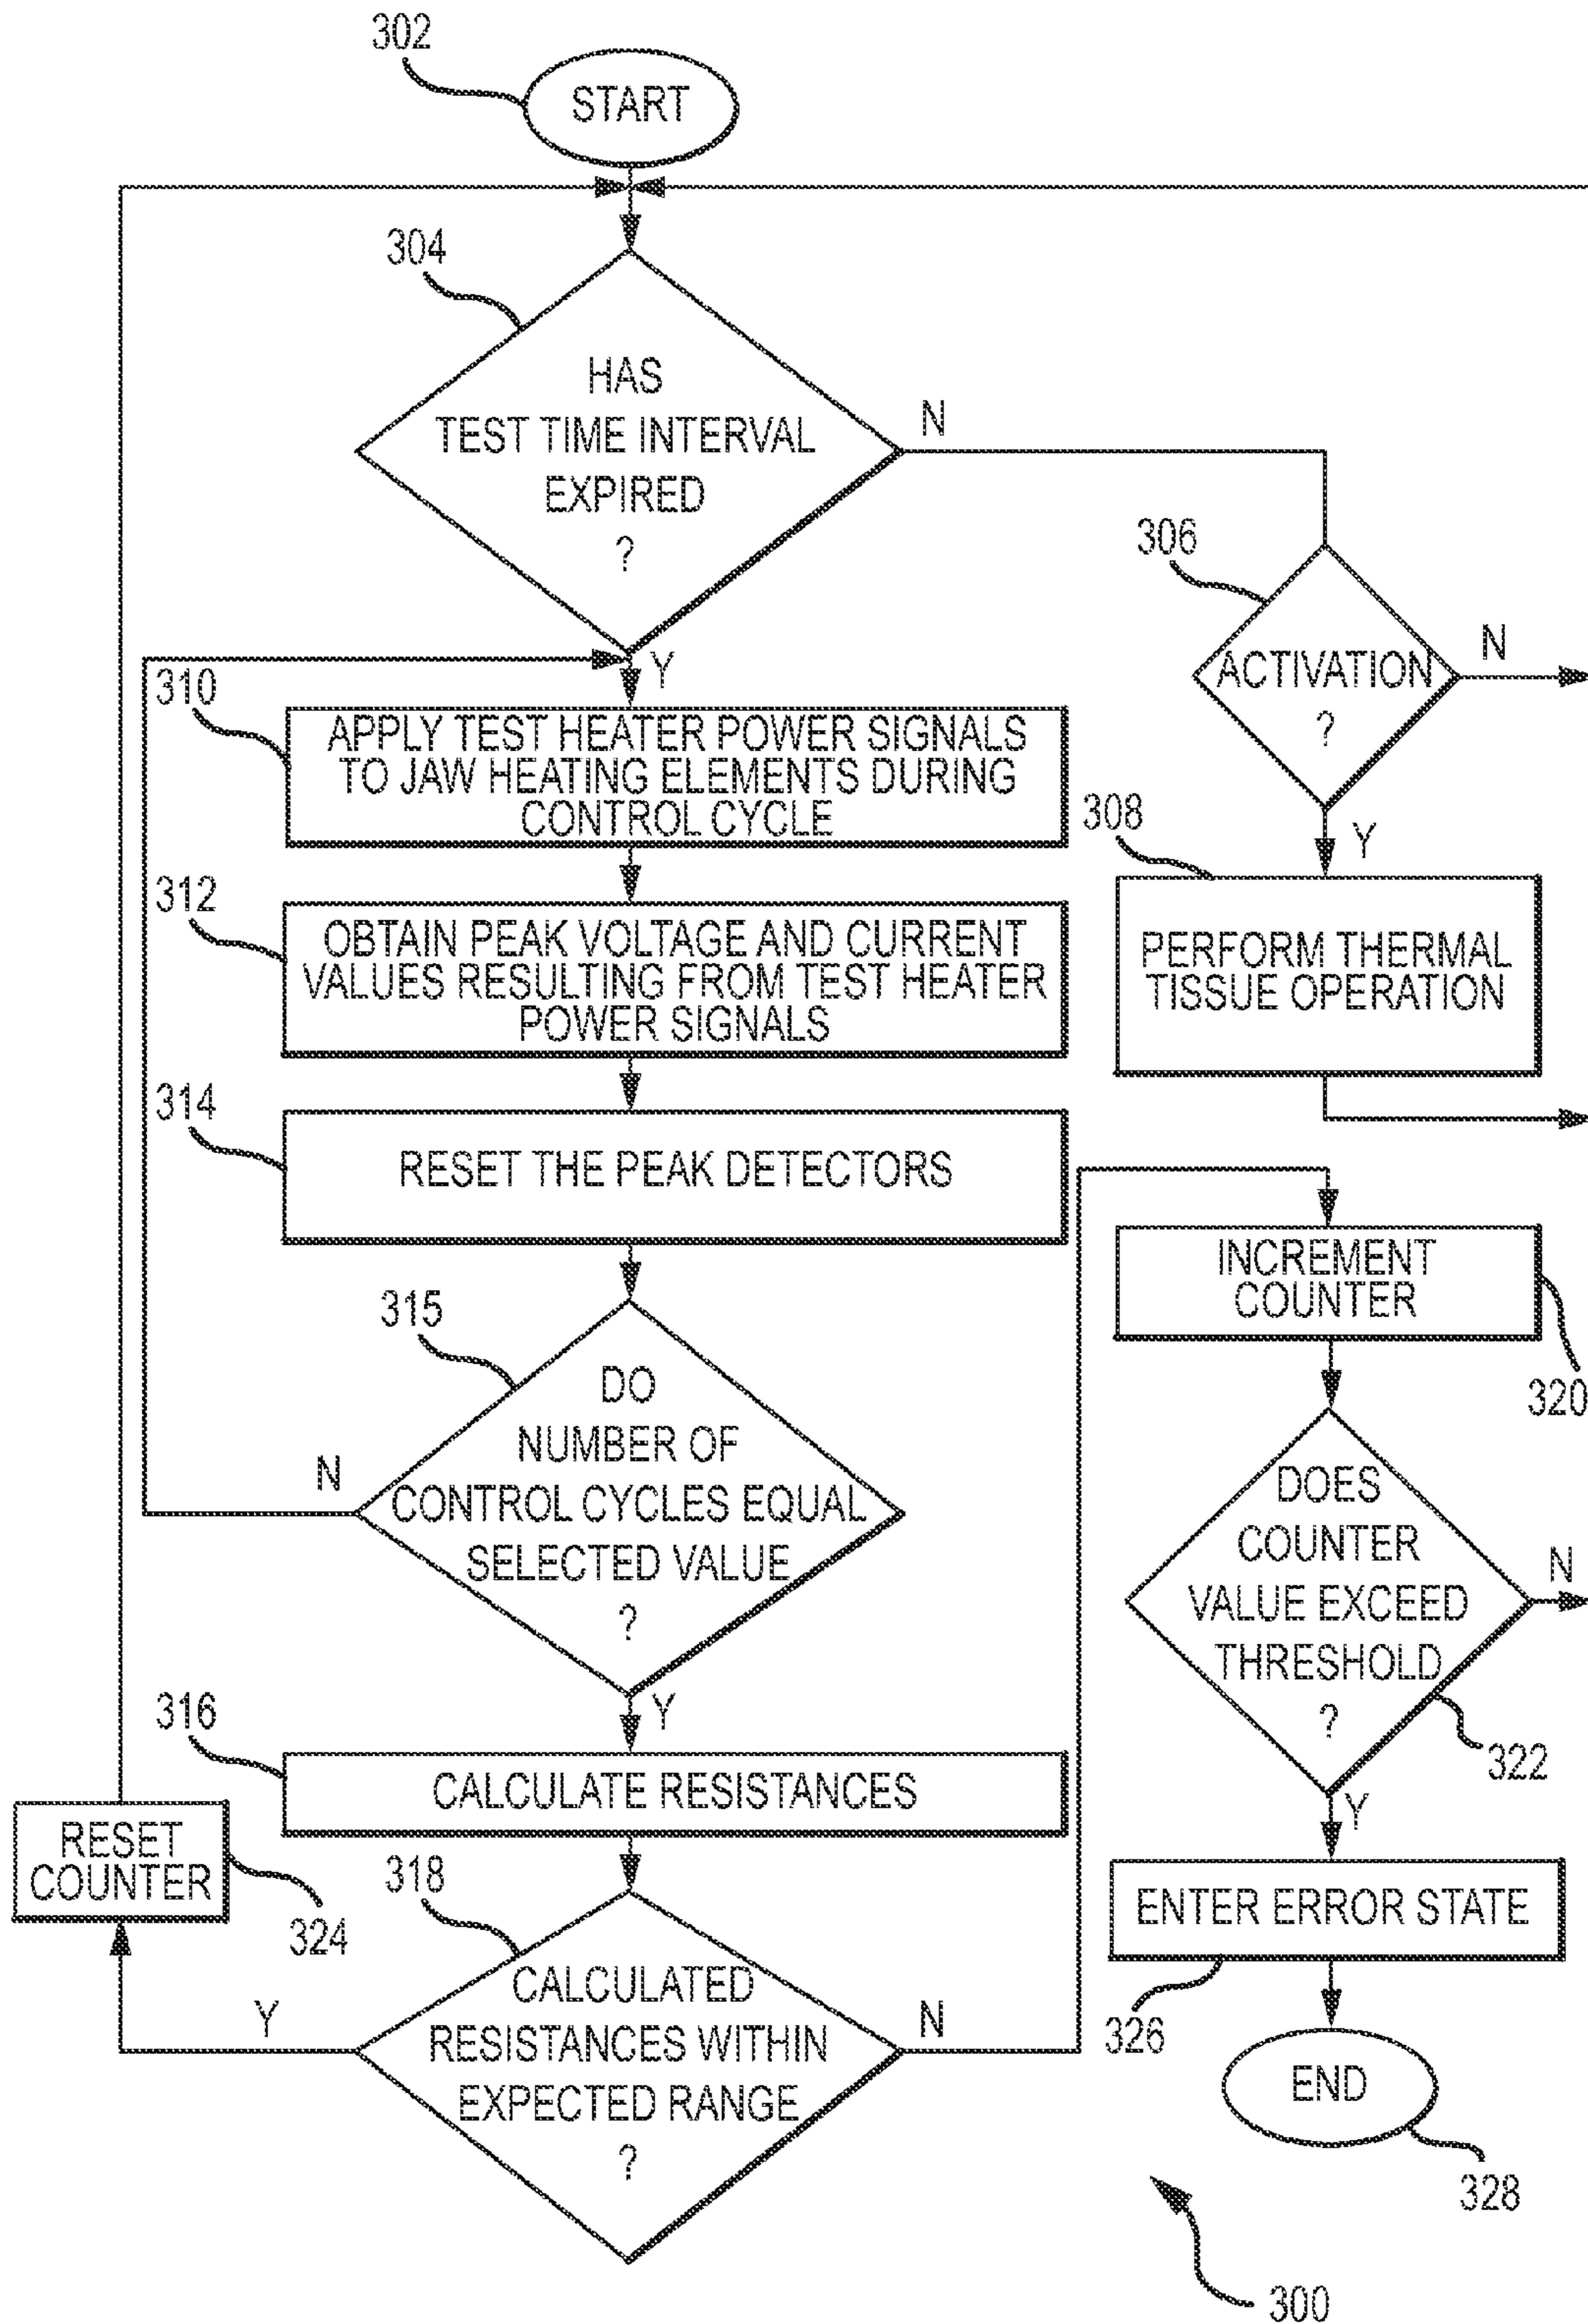 302
START
304
HAS
TEST TIME INTERVAL
EXPIRED
?
N
Y
306
ACTIVATION
?
N
Y
308
PERFORM THERMAL
TISSUE OPERATION
310
APPLY TEST HEATER POWER SIGNALS
TO JAW HEATING ELEMENTS DURING
CONTROL CYCLE
312
OBTAIN PEAK VOLTAGE AND CURRENT
VALUES RESULTING FROM TEST HEATER
POWER SIGNALS
314
RESET THE PEAK DETECTORS
315
DO
NUMBER OF
CONTROL CYCLES EQUAL
SELECTED VALUE
?
N
Y
316
CALCULATE RESISTANCES
318
CALCULATED
RESISTANCES WITHIN
EXPECTED RANGE
?
Y
N
RESET
COUNTER
324
INCREMENT
COUNTER
320
DOES
COUNTER
VALUE EXCEED
THRESHOLD
?
N
322
Y
ENTER ERROR STATE
326
END
328
300